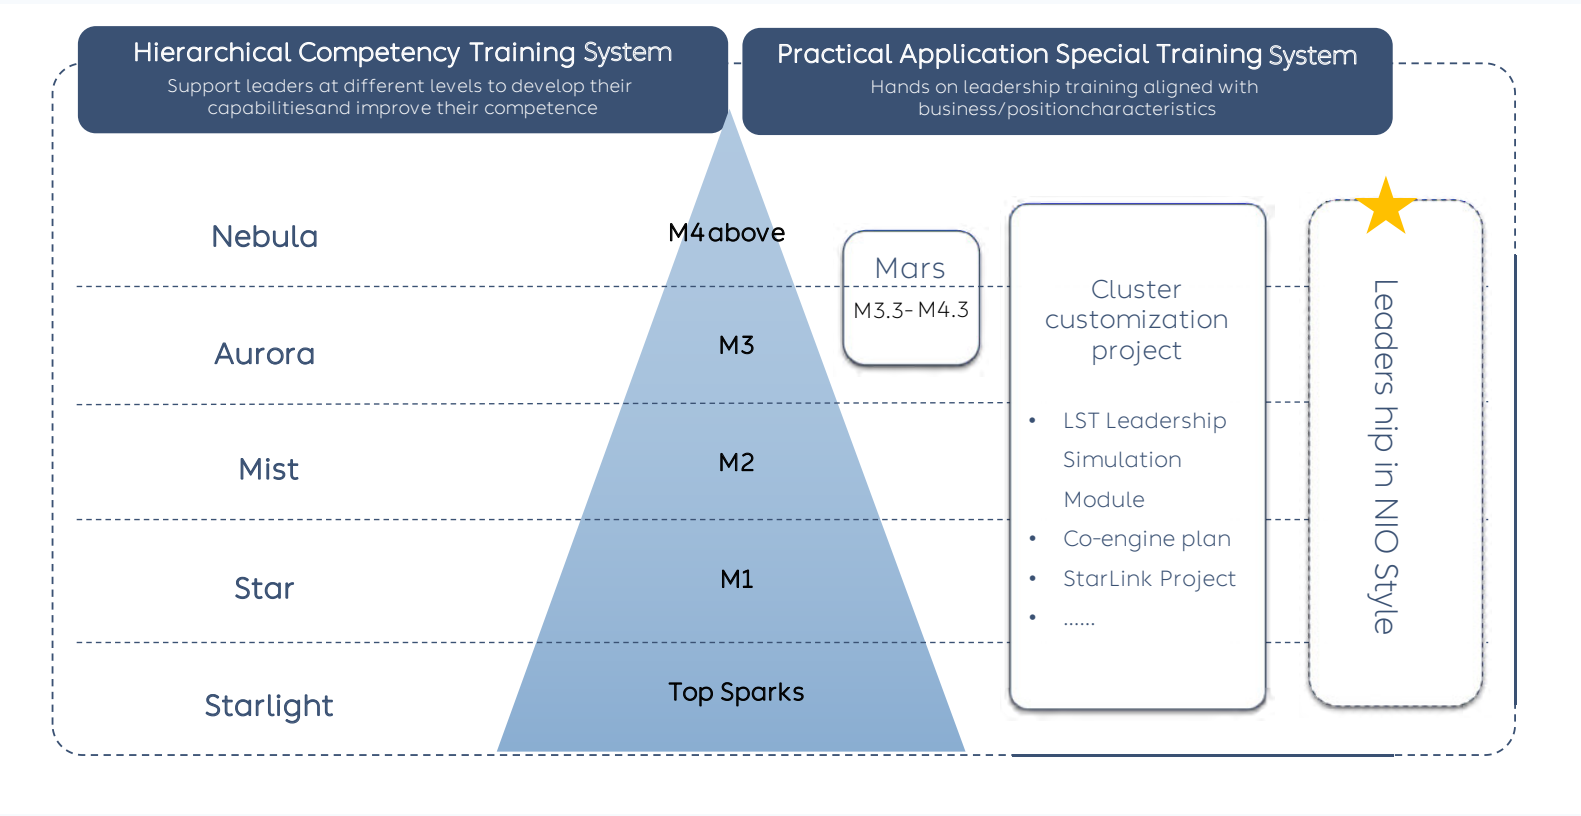 Hierarchical Competency Training System
Support leaders at different levels to develop their
capabilitiesand improve their competence
Practical Application Special Training System
Hands on leadership training aligned with
business/positioncharacteristics
Nebula
M4 above
Aurora
M3
Mist
M2
Star
M1
Starlight
Top Sparks
Mars
M3.3- M4.3
Cluster
customization
project
• LST Leadership
Simulation
Module
• Co-engine plan
• StarLink Project
• ......
Leaders hip in NIO Style